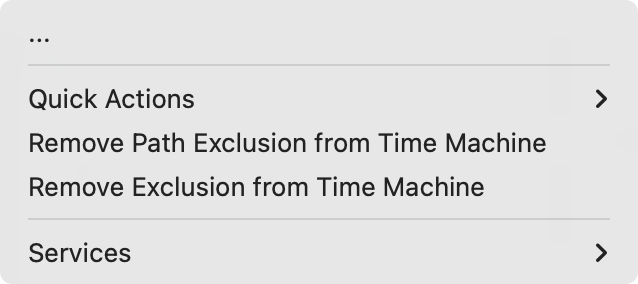 ...
Quick Actions
Remove Path Exclusion from Time Machine
Remove Exclusion from Time Machine
Services